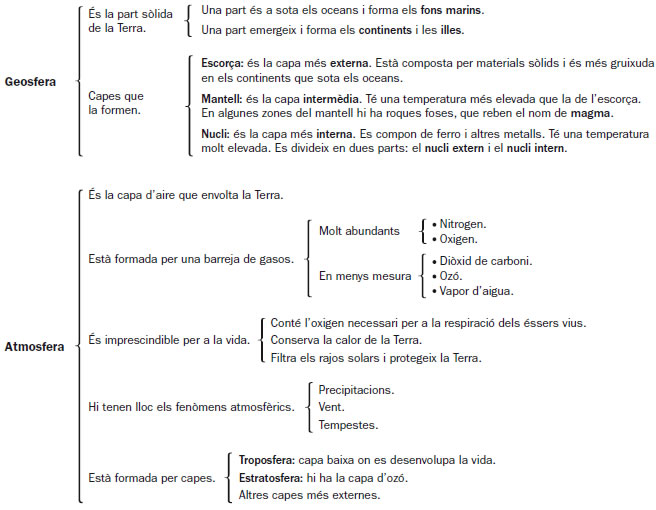 Geosfera
És la part sòlida
de la Terra.
Una part és a sota els oceans i forma els fons marins.
Una part emergeix i forma els continents i les illes.
Capes que
la formen.
Escorça: és la capa més externa. Està composta per materials sòlids i és més gruixuda
en els continents que sota els oceans.
Mantell: és la capa intermèdia. Té una temperatura més elevada que la de l'escorça.
En algunes zones del mantell hi ha roques foses, que reben el nom de magma.
Nucli: és la capa més interna. Es compon de ferro i altres metalls. Té una temperatura
molt elevada. Es divideix en dues parts: el nucli extern i el nucli intern.
Atmosfera
És la capa d'aire que envolta la Terra.
Està formada per una barreja de gasos.
Molt abundants
• Nitrogen.
• Oxigen.
En menys mesura
• Diòxid de carboni.
• Ozó.
• Vapor d'aigua.
És imprescindible per a la vida.
Conté l'oxigen necessari per a la respiració dels éssers vius.
Conserva la calor de la Terra.
Filtra els rajos solars i protegeix la Terra.
Hi tenen lloc els fenòmens atmosfèrics.
Precipitacions.
Vent.
Tempestes.
Està formada per capes.
Troposfera: capa baixa on es desenvolupa la vida.
Estratosfera: hi ha la capa d'ozó.
Altres capes més externes.